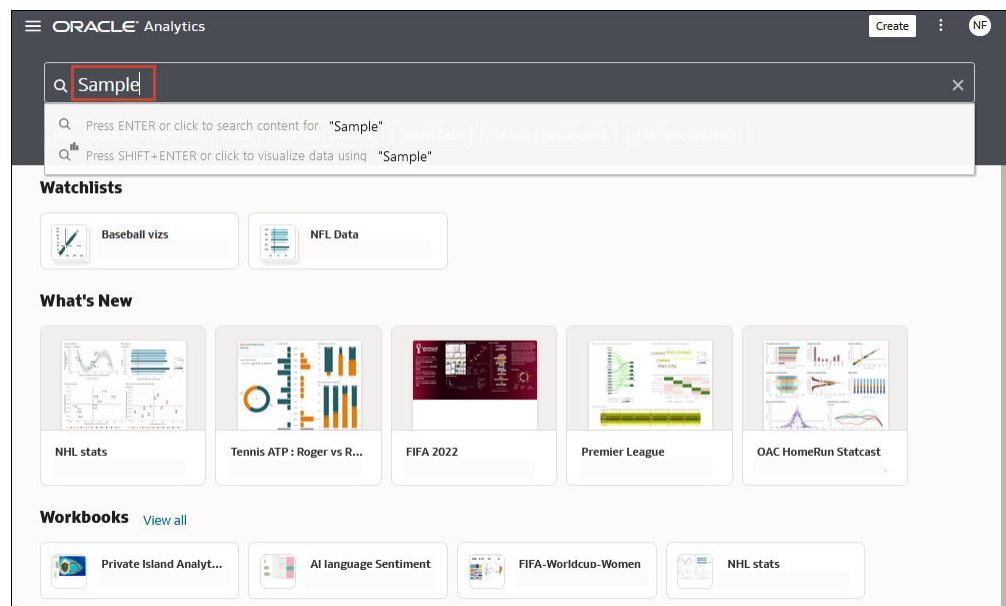 ORACLE Analytics
Create
NF
Sample
Press ENTER or click to search content for "Sample"
Press SHIFT+ENTER or click to visualize data using "Sample"
Watchlists
Baseball vizs
NFL Data
What's New
NHL stats
Tennis ATP : Roger vs R...
FIFA 2022
Premier League
OAC HomeRun Statcast
Workbooks View all
Private Island Analyt...
AI language Sentiment
FIFA-Worldcup-Women
NHL stats